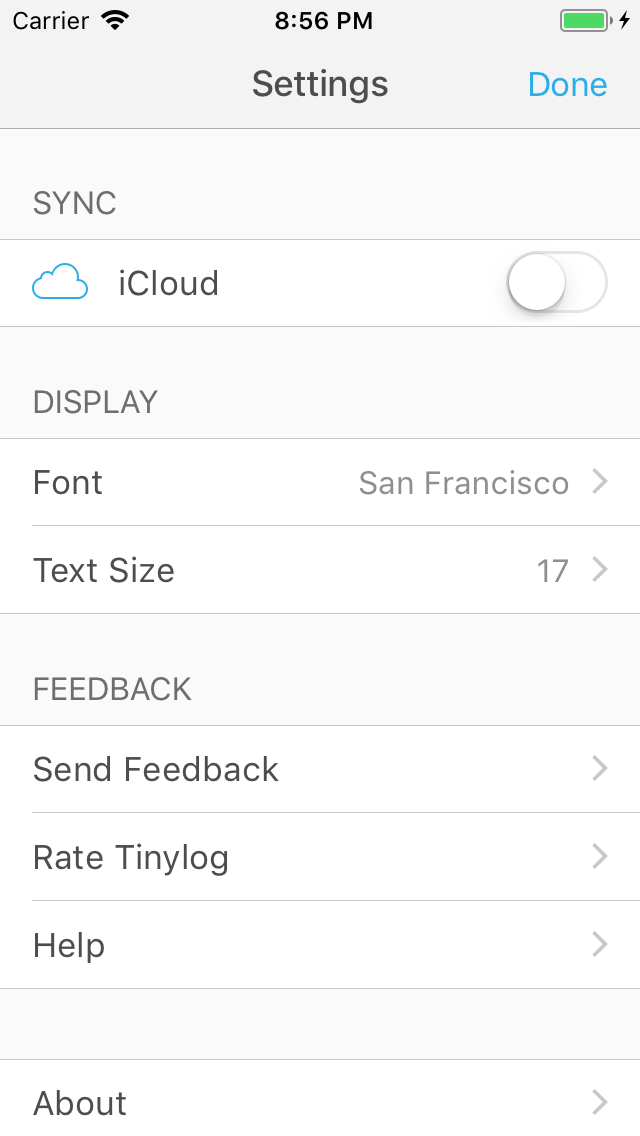 Carrier 8:56 PM
Settings Done
SYNC
iCloud
DISPLAY
Font San Francisco
Text Size 17
FEEDBACK
Send Feedback
Rate Tinylog
Help
About